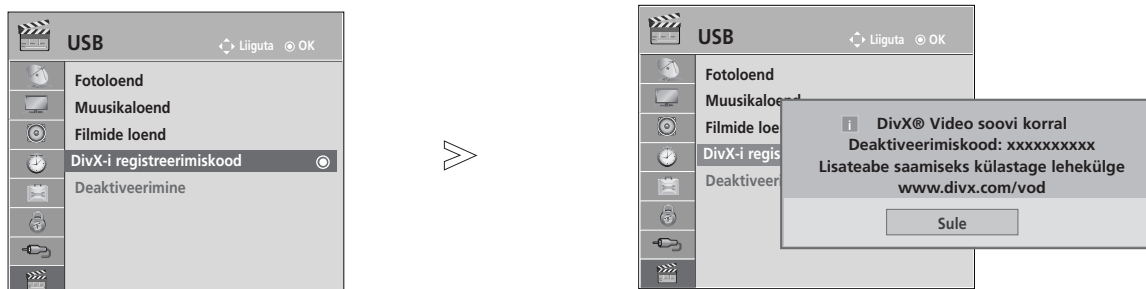 USB
Liiguta OK
Fotoloend
Muusikaloend
Filmide loend
DivX-i registreerimiskood
Deaktiveerimine
USB
Liiguta OK
Fotoloend
Muusikaloend
Filmide loe
DivX-i regis
Deaktiveeri
i DivX® Video soovi korral
Deaktiveerimiskood: xxxxxxxxxx
Lisateabe saamiseks külastage lehekülge
www.divx.com/vod
Sule